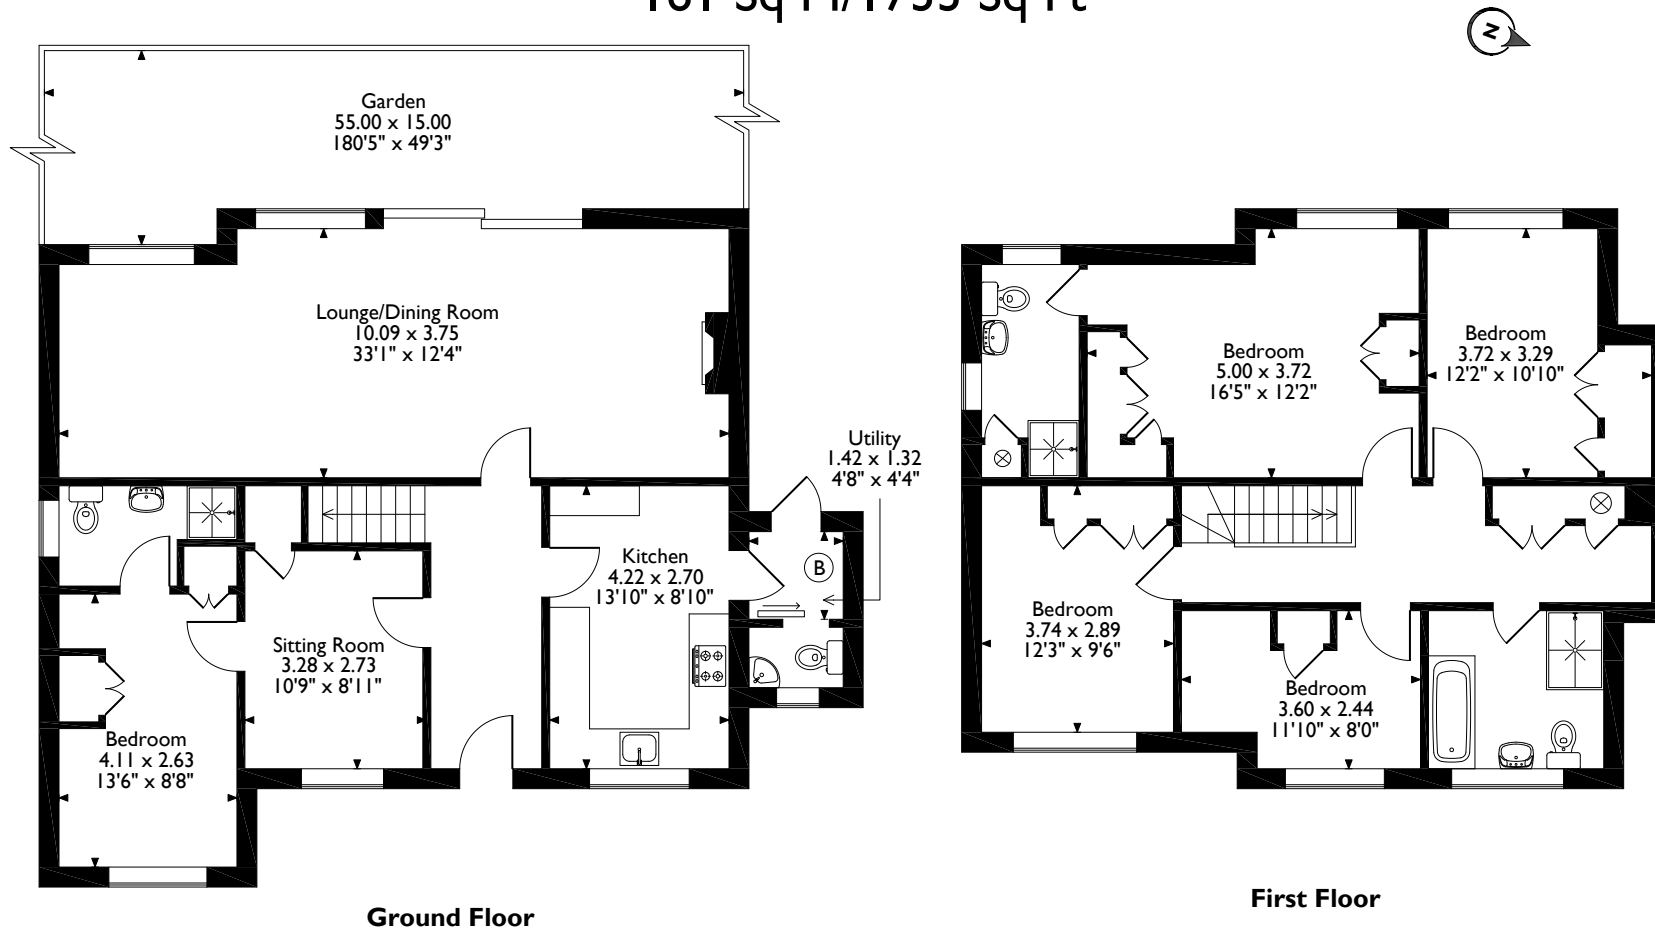 161 Sq M/1733 Sq Ft
N
Garden
55.00 x 15.00
180'5" x 49'3"
Lounge/Dining Room
10.09 x 3.75
33'1" x 12'4"
Utility
1.42 x 1.32
4'8" x 4'4"
Kitchen
4.22 x 2.70
13'10" x 8'10"
B
Sitting Room
3.28 x 2.73
10'9" x 8'11"
Bedroom
4.11 x 2.63
13'6" x 8'8"
Ground Floor
Bedroom
5.00 x 3.72
16'5" x 12'2"
Bedroom
3.72 x 3.29
12'2" x 10'10"
Bedroom
3.74 x 2.89
12'3" x 9'6"
Bedroom
3.60 x 2.44
11'10" x 8'0"
First Floor